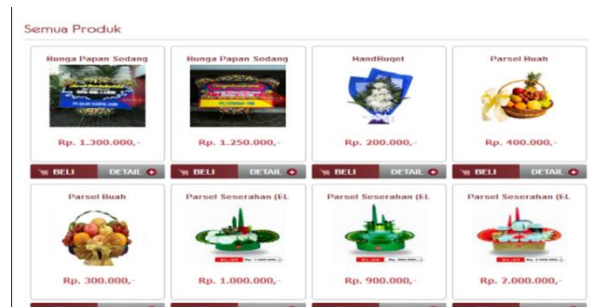 Semua Produk
Bunga Papan Sedang
Bunga Papan Sedang
HandBuqet
Parsel Buah
Rp. 1.300.000,-
Rp. 1.250.000,-
Rp. 200.000,-
Rp. 400.000,-
BELI DETAIL
BELI DETAIL
BELI DETAIL
BELI DETAIL
Parsel Buah
Parsel Seserahan (EL
Parsel Seserahan (EL
Parsel Seserahan (EL
Rp. 300.000,-
Rp. 1.000.000,-
Rp. 900.000,-
Rp. 2.000.000,-